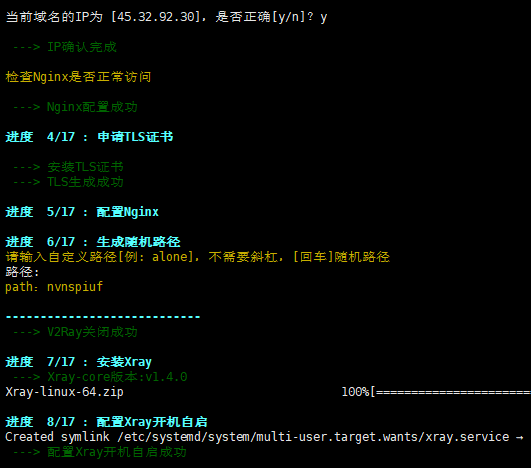 当前域名的IP为 [45.32.92.30]，是否正确[y/n]? y
---> IP确认完成
检查Nginx是否正常访问
---> Nginx配置成功
进度  4/17 : 申请TLS证书
---> 安装TLS证书
---> TLS生成成功
进度  5/17 : 配置Nginx
进度  6/17 : 生成随机路径
请输入自定义路径[例: alone]，不需要斜杠，[回车]随机路径
路径:
path: nvnspiuf
----------------------------
---> V2Ray关闭成功
进度  7/17 : 安装Xray
---> Xray-core版本:v1.4.0
Xray-linux-64.zip 100%[======================
进度  8/17 : 配置Xray开机自启
Created symlink /etc/systemd/system/multi-user.target.wants/xray.service →
---> 配置Xray开机自启成功